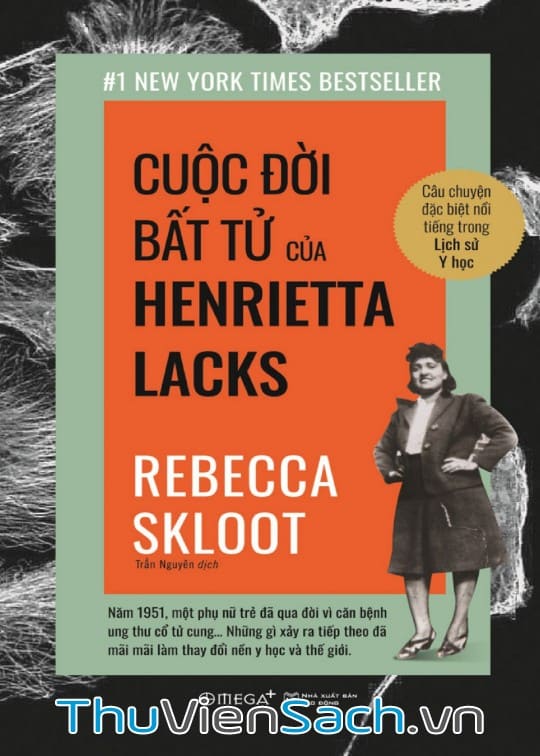 #1 NEW YORK TIMES BESTSELLER
CUỘC ĐỜI
BẤT TỬ CỦA
HENRIETTA
LACKS
Câu chuyện
đặc biệt nổi
tiếng trong
Lịch sử
Y học
REBECCA
SKLOOT
Trần Nguyên dịch
Năm 1951, một phụ nữ trẻ đã qua đời vì căn bệnh
ung thư cổ tử cung... Những gì xảy ra tiếp theo đã
mãi mãi làm thay đổi nền y học và thế giới.
OMEGA+
NHÀ XUẤT BẢN
ThuVienSach.vn